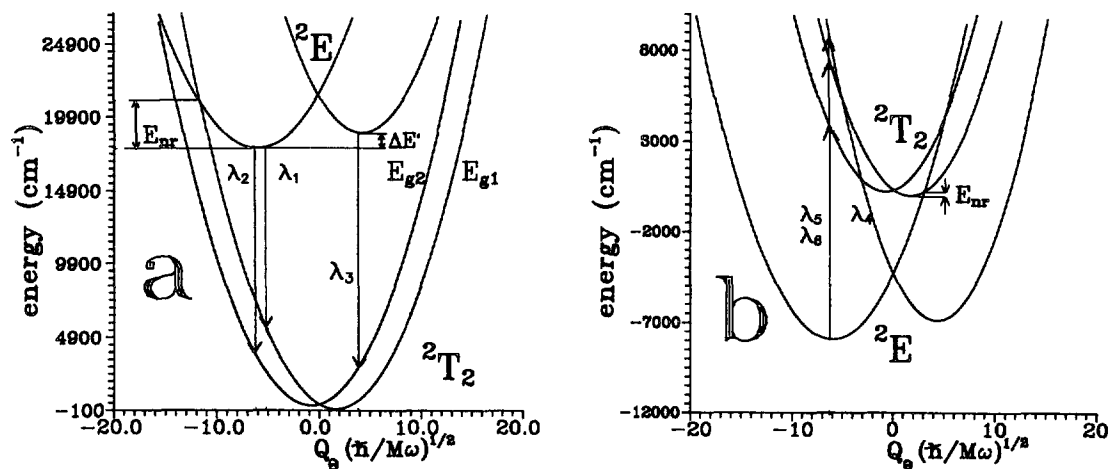 24900
19900
14900
9900
4900
-100
energy (cm⁻¹)
-20.0
-10.0
0.0
10.0
20.0
Q_θ (ħ/Mω)^1/2
²E
E_nr
ΔE'
λ₂
λ₁
E_g2
E_g1
λ₃
a
²T₂
8000
3000
-2000
-7000
-12000
energy (cm⁻¹)
-20
-10
0
10
20
Q_θ (ħ/Mω)^1/2
²T₂
E_nr
λ₅
λ₆
λ₄
b
²E